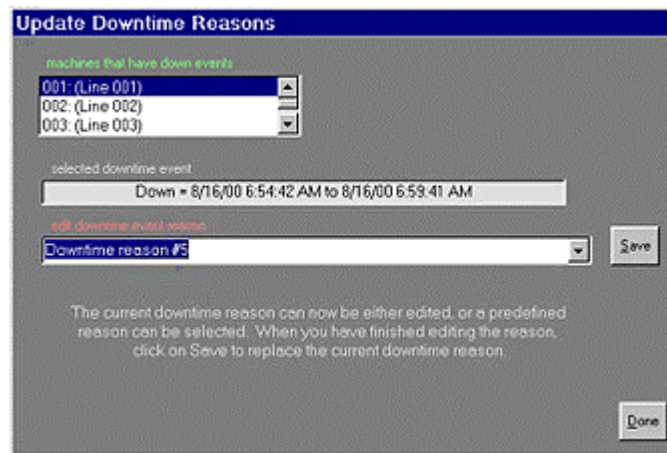 Update Downtime Reasons
machines that have down events
001: (Line 001)
002: (Line 002)
003: (Line 003)
selected downtime event
Down = 8/16/00 6:54:42 AM to 8/16/00 6:59:41 AM
edit downtime event reason
Downtime reason #5
Save
The current downtime reason can now be either edited, or a predefined
reason can be selected. When you have finished editing the reason,
click on Save to replace the current downtime reason.
Done